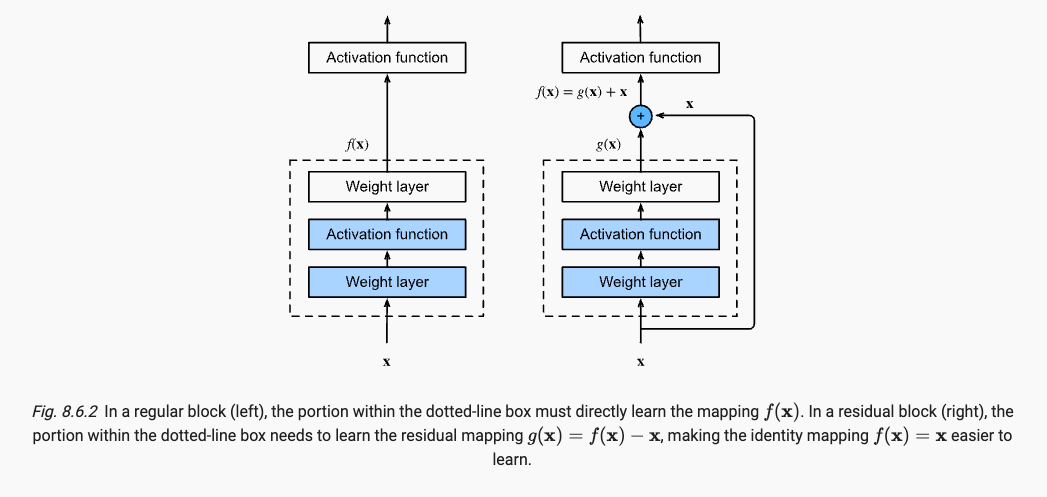 Activation function
f(x)
Weight layer
Activation function
Weight layer
x
Activation function
f(x) = g(x) + x
x
+
g(x)
Weight layer
Activation function
Weight layer
x
Fig. 8.6.2 In a regular block (left), the portion within the dotted-line box must directly learn the mapping f(x). In a residual block (right), the
portion within the dotted-line box needs to learn the residual mapping g(x) = f(x) − x, making the identity mapping f(x) = x easier to
learn.